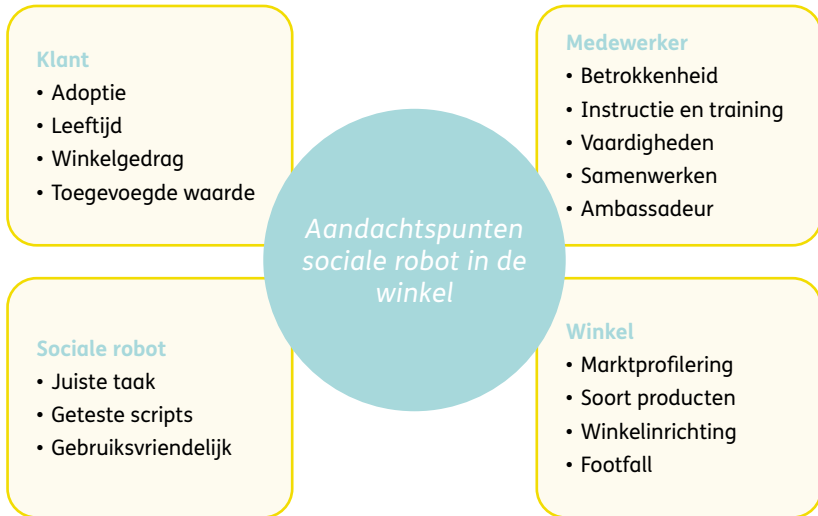 Klant
• Adoptie
• Leeftijd
• Winkelgedrag
• Toegevoegde waarde
Medewerker
• Betrokkenheid
• Instructie en training
• Vaardigheden
• Samenwerken
• Ambassadeur
Aandachtspunten
sociale robot in de
winkel
Sociale robot
• Juiste taak
• Geteste scripts
• Gebruiksvriendelijk
Winkel
• Marktprofilering
• Soort producten
• Winkelinrichting
• Footfall